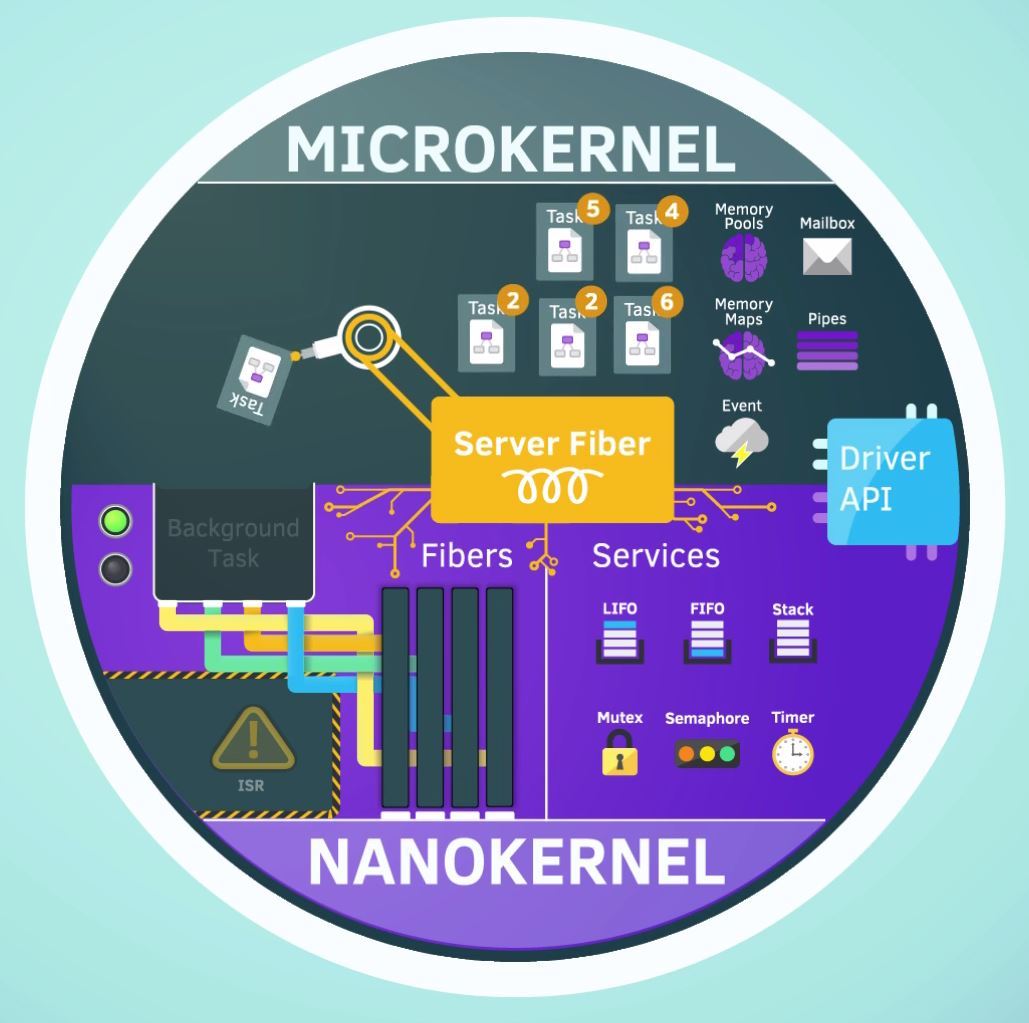 MICROKERNEL
Task 5
Task 4
Memory
Pools
Mailbox
Task 2
Task 2
Task 6
Memory
Maps
Pipes
Task
Event
Server Fiber
Driver
API
Background
Task
Fibers
Services
LIFO
FIFO
Stack
Mutex
Semaphore
Timer
ISR
NANOKERNEL